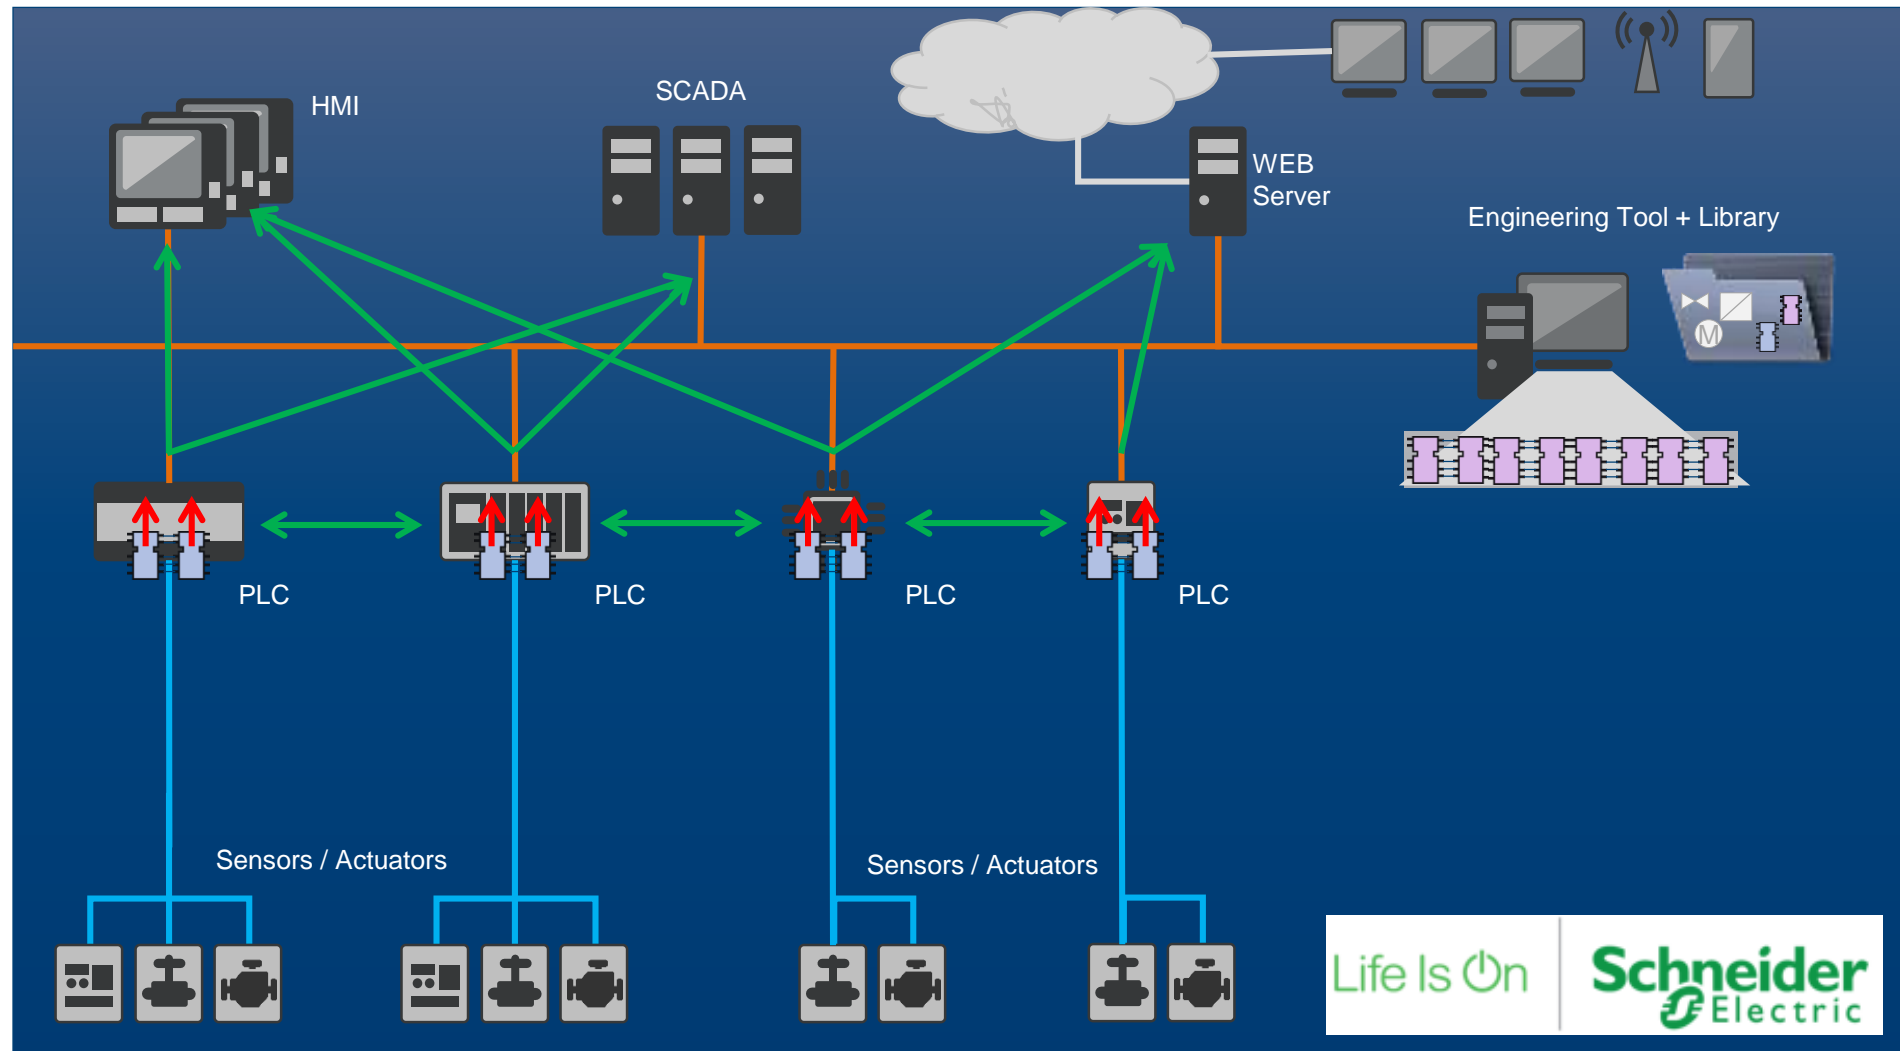 HMI
SCADA
WEB
Server
Engineering Tool + Library
M
PLC
PLC
PLC
PLC
Sensors / Actuators
Sensors / Actuators
Life Is On
Schneider
Electric